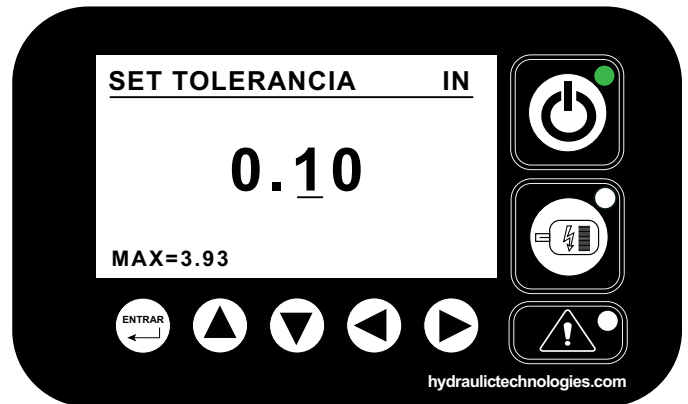 SET TOLERANCIA IN
0.10
MAX=3.93
ENTRAR
hydraulictechnologies.com